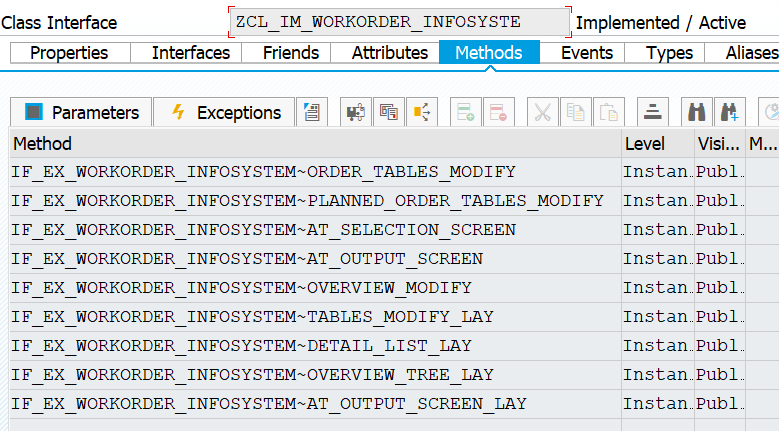 Class Interface ZCL_IM_WORKORDER_INFOSYSTE Implemented / Active
Properties Interfaces Friends Attributes Methods Events Types Aliases
Parameters Exceptions
Method Level Visi... M...
IF_EX_WORKORDER_INFOSYSTEM~ORDER_TABLES_MODIFY Instan. Publ.
IF_EX_WORKORDER_INFOSYSTEM~PLANNED_ORDER_TABLES_MODIFY Instan. Publ.
IF_EX_WORKORDER_INFOSYSTEM~AT_SELECTION_SCREEN Instan. Publ.
IF_EX_WORKORDER_INFOSYSTEM~AT_OUTPUT_SCREEN Instan. Publ.
IF_EX_WORKORDER_INFOSYSTEM~OVERVIEW_MODIFY Instan. Publ.
IF_EX_WORKORDER_INFOSYSTEM~TABLES_MODIFY_LAY Instan. Publ.
IF_EX_WORKORDER_INFOSYSTEM~DETAIL_LIST_LAY Instan. Publ.
IF_EX_WORKORDER_INFOSYSTEM~OVERVIEW_TREE_LAY Instan. Publ.
IF_EX_WORKORDER_INFOSYSTEM~AT_OUTPUT_SCREEN_LAY Instan. Publ.